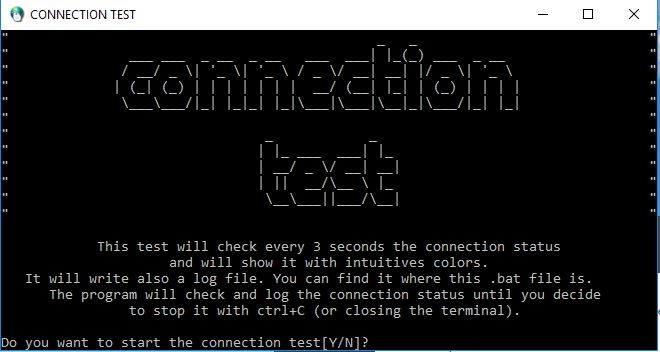 CONNECTION TEST
connection
test
This test will check every 3 seconds the connection status
and will show it with intuitives colors.
It will write also a log file. You can find it where this .bat file is.
The program will check and log the connection status until you decide
to stop it with ctrl+C (or closing the terminal).
Do you want to start the connection test[Y/N]?